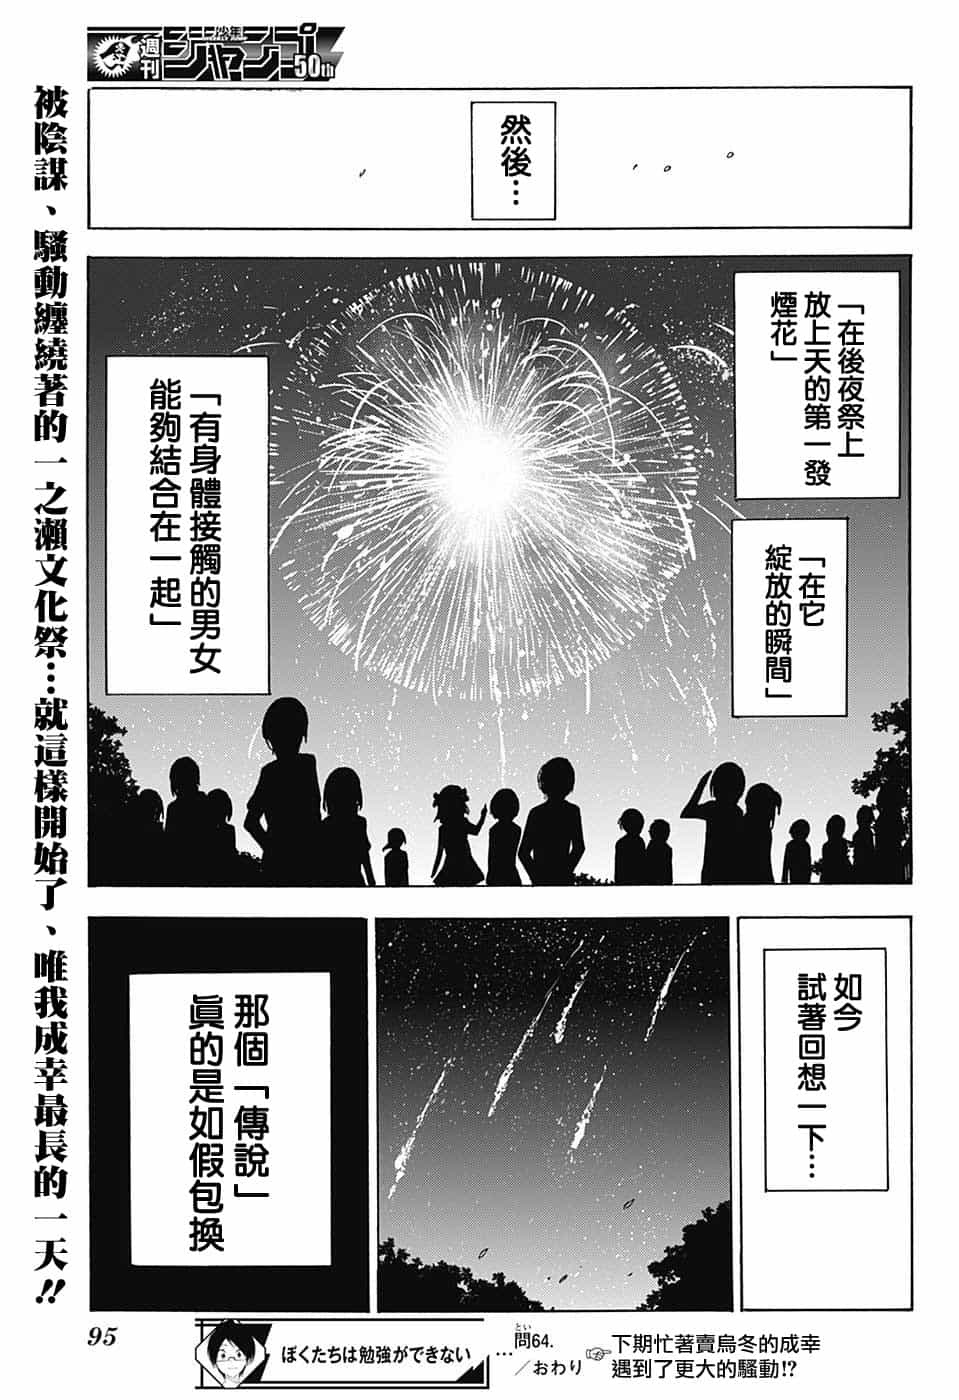 週刊
少年
ジャンプ
50th
然後…
「在後夜祭上
放上天的第一發
煙花」
「在它
綻放的瞬間」
「有身體接觸的男女
能夠結合在一起」
如今
試著回想一下…
那個「傳說」
眞的是如假包換
被陰謀、騷動纏繞著的一之瀨文化祭…就這樣開始了、唯我成幸最長的一天!!
95
ぼくたちは勉強ができない
…
とい
問64.
／おわり
☞下期忙著賣烏冬的成幸
遇到了更大的騷動!?